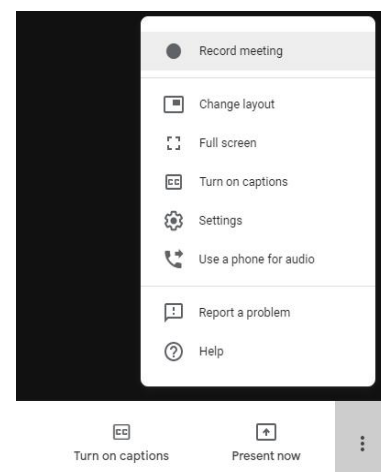 Record meeting
Change layout
Full screen
Turn on captions
Settings
Use a phone for audio
Report a problem
Help
Turn on captions
Present now